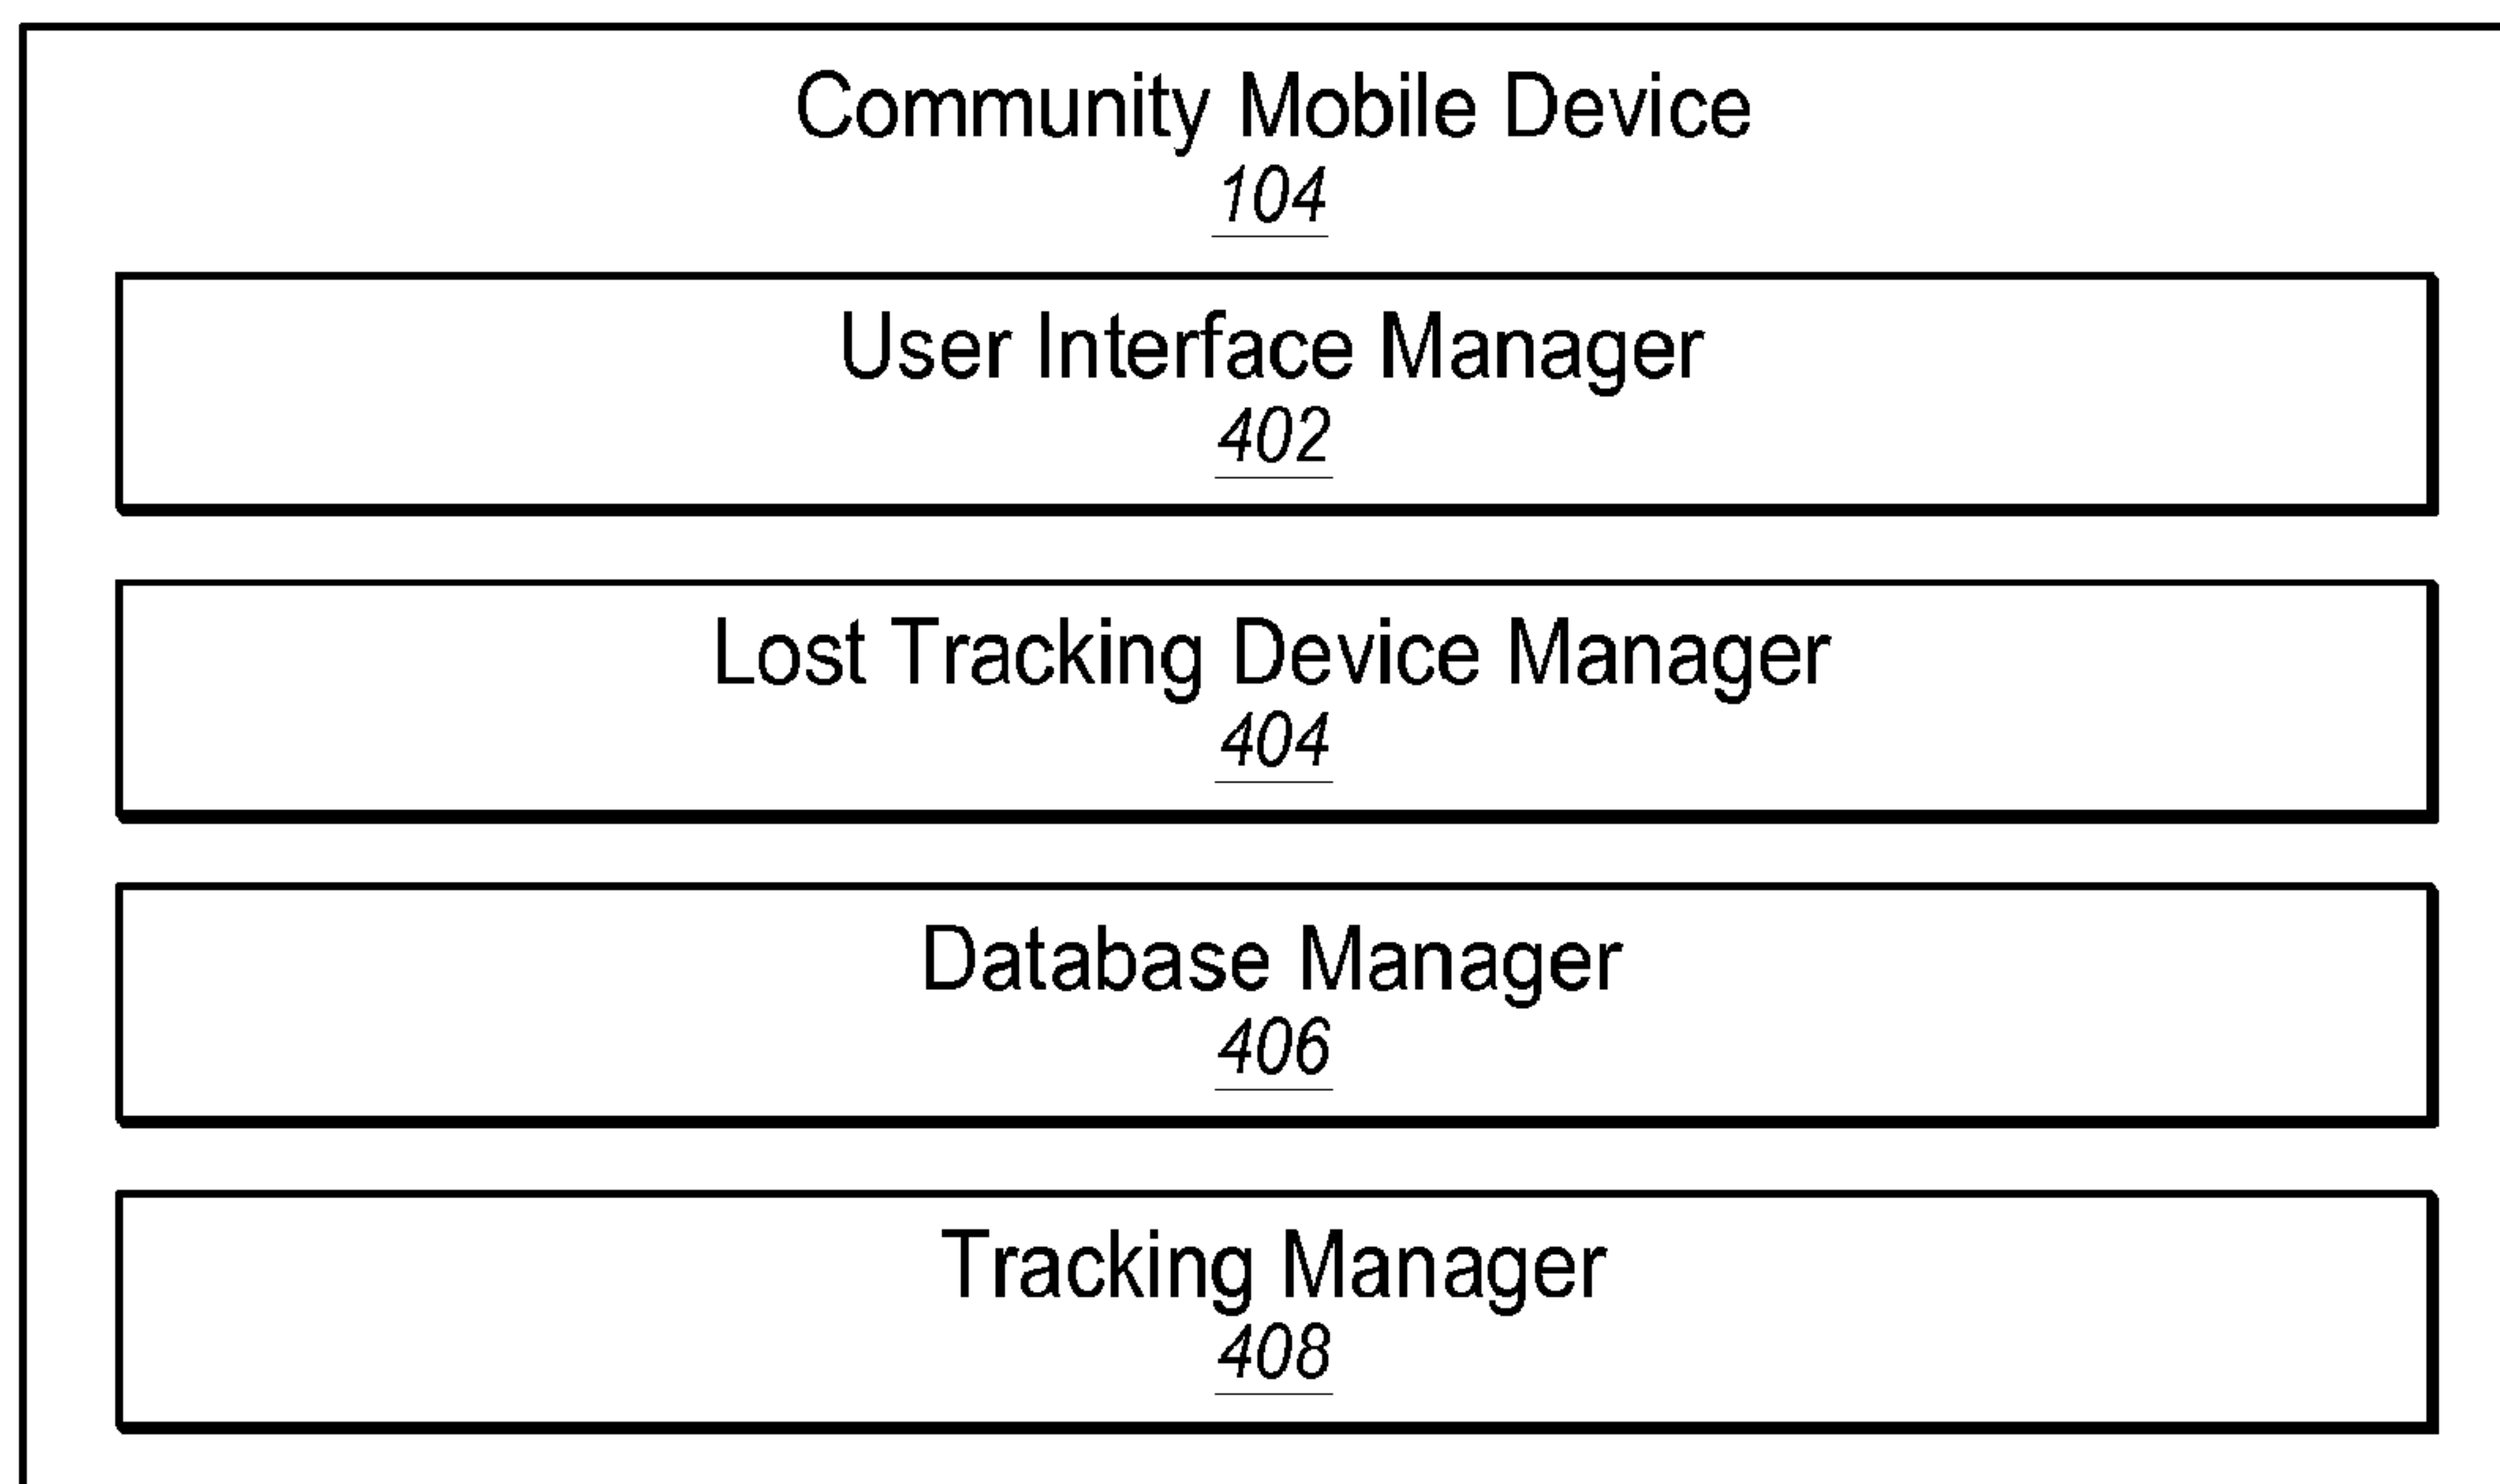 Community Mobile Device
104
User Interface Manager
402
Lost Tracking Device Manager
404
Database Manager
406
Tracking Manager
408